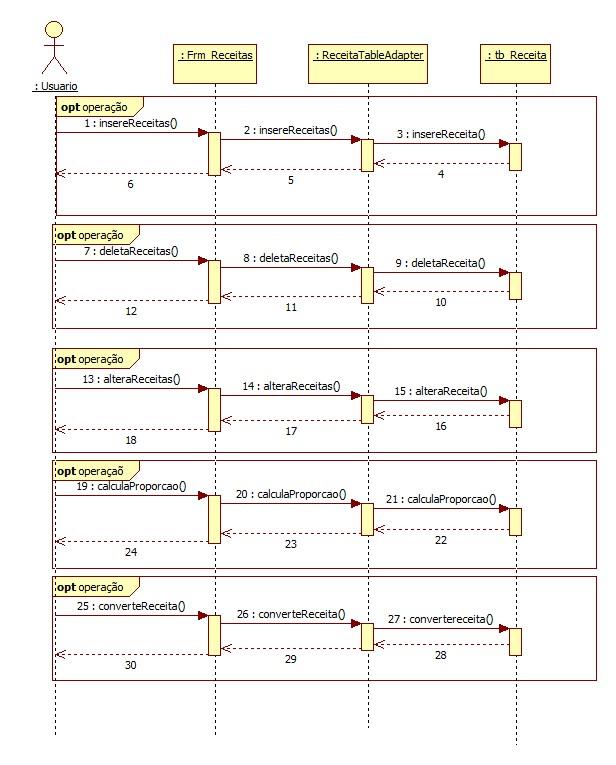 : Frm_Receitas
: ReceitaTableAdapter
: tb_Receita
: Usuario
opt operação
1 : insereReceitas()
2 : insereReceitas()
3 : insereReceita()
4
5
6
opt operação
7 : deletaReceitas()
8 : deletaReceitas()
9 : deletaReceita()
10
11
12
opt operação
13 : alteraReceitas()
14 : alteraReceitas()
15 : alteraReceita()
16
17
18
opt operaçaõ
19 : calculaProporcao()
20 : calculaProporcao()
21 : calculaProporcao()
22
23
24
opt operação
25 : converteReceita()
26 : converteReceita()
27 : convertereceita()
28
29
30